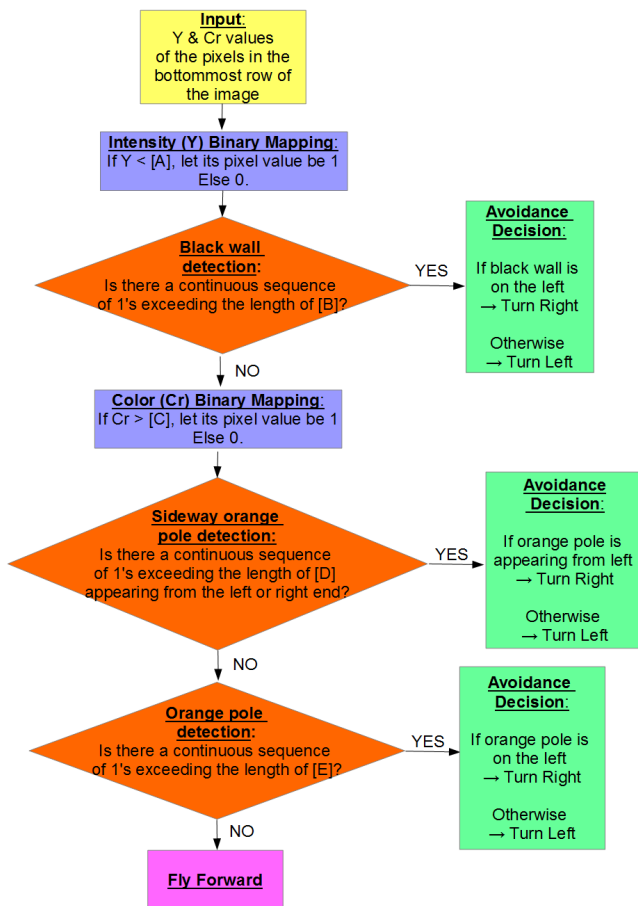 Input:
Y & Cr values
of the pixels in the
bottommost row of
the image
Intensity (Y) Binary Mapping:
If Y < [A], let its pixel value be 1
Else 0.
Black wall
detection:
Is there a continuous sequence
of 1's exceeding the length of [B]?
YES
Avoidance
Decision:
If black wall is
on the left
→ Turn Right
Otherwise
→ Turn Left
NO
Color (Cr) Binary Mapping:
If Cr > [C], let its pixel value be 1
Else 0.
Sideway orange
pole detection:
Is there a continuous sequence
of 1's exceeding the length of [D]
appearing from the left or right end?
YES
Avoidance
Decision:
If orange pole is
appearing from left
→ Turn Right
Otherwise
→ Turn Left
NO
Orange pole
detection:
Is there a continuous sequence
of 1's exceeding the length of [E]?
YES
Avoidance
Decision:
If orange pole is
on the left
→ Turn Right
Otherwise
→ Turn Left
NO
Fly Forward